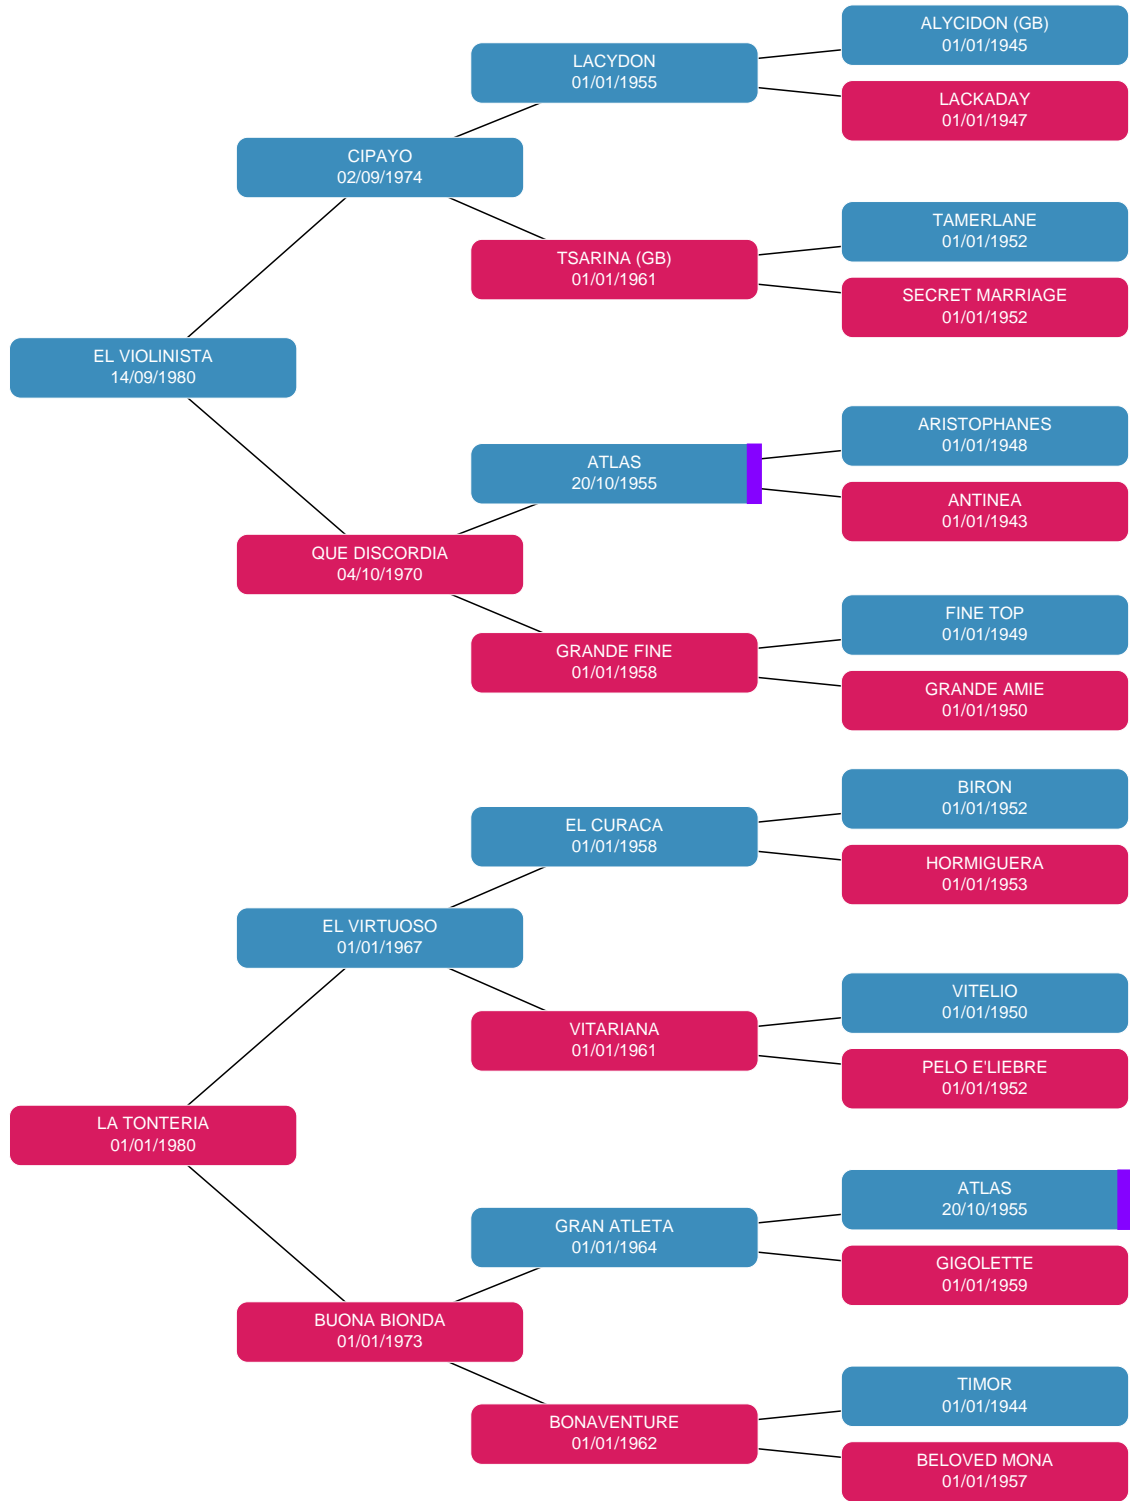 ALYCIDON (GB)
01/01/1945
LACYDON
01/01/1955
LACKADAY
01/01/1947
CIPAYO
02/09/1974
TAMERLANE
01/01/1952
TSARINA (GB)
01/01/1961
SECRET MARRIAGE
01/01/1952
EL VIOLINISTA
14/09/1980
ARISTOPHANES
01/01/1948
ATLAS
20/10/1955
ANTINEA
01/01/1943
QUE DISCORDIA
04/10/1970
FINE TOP
01/01/1949
GRANDE FINE
01/01/1958
GRANDE AMIE
01/01/1950
BIRON
01/01/1952
EL CURACA
01/01/1958
HORMIGUERA
01/01/1953
EL VIRTUOSO
01/01/1967
VITELIO
01/01/1950
VITARIANA
01/01/1961
PELO E'LIEBRE
01/01/1952
LA TONTERIA
01/01/1980
ATLAS
20/10/1955
GRAN ATLETA
01/01/1964
GIGOLETTE
01/01/1959
BUONA BIONDA
01/01/1973
TIMOR
01/01/1944
BONAVENTURE
01/01/1962
BELOVED MONA
01/01/1957